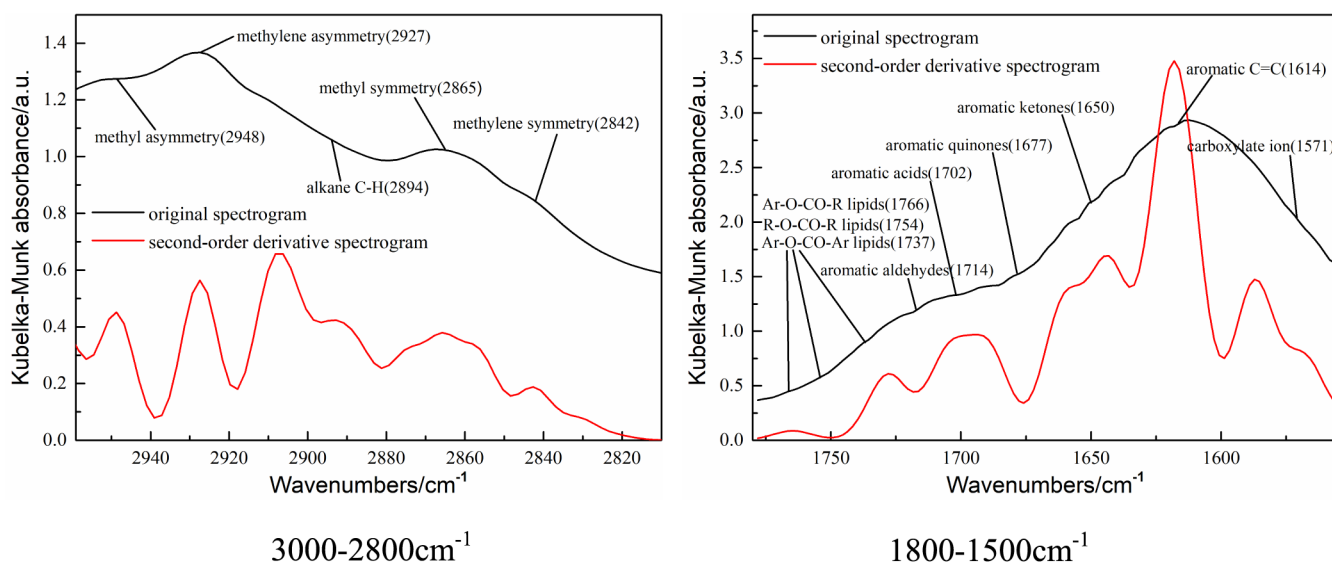 methylene asymmetry(2927)
methyl symmetry(2865)
methylene symmetry(2842)
methyl asymmetry(2948)
alkane C-H(2894)
original spectrogram
second-order derivative spectrogram
Kubelka-Munk absorbance/a.u.
1.4
1.2
1.0
0.8
0.6
0.4
0.2
0.0
2940 2920 2900 2880 2860 2840 2820
Wavenumbers/cm⁻¹
3000-2800cm⁻¹
original spectrogram
second-order derivative spectrogram
aromatic C=C(1614)
aromatic ketones(1650)
aromatic quinones(1677)
carboxylate ion(1571)
aromatic acids(1702)
Ar-O-CO-R lipids(1766)
R-O-CO-R lipids(1754)
Ar-O-CO-Ar lipids(1737)
aromatic aldehydes(1714)
Kubelka-Munk absorbance/a.u.
3.5
3.0
2.5
2.0
1.5
1.0
0.5
0.0
1750 1700 1650 1600
Wavenumbers/cm⁻¹
1800-1500cm⁻¹